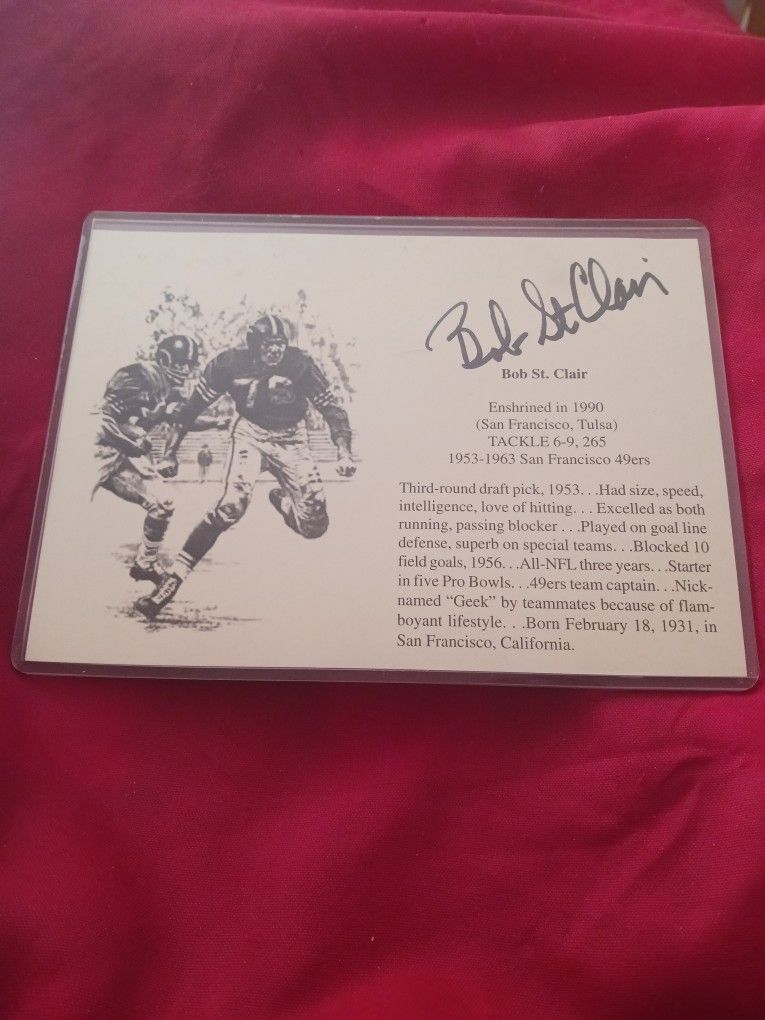 Bob St. Clair
Bob St. Clair
Enshrined in 1990
(San Francisco, Tulsa)
TACKLE 6-9, 265
1953-1963 San Francisco 49ers
Third-round draft pick, 1953. . .Had size, speed,
intelligence, love of hitting. . . Excelled as both
running, passing blocker . . .Played on goal line
defense, superb on special teams. . .Blocked 10
field goals, 1956. . .All-NFL three years. . .Starter
in five Pro Bowls. . .49ers team captain. . .Nick-
named “Geek” by teammates because of flam-
boyant lifestyle. . .Born February 18, 1931, in
San Francisco, California.